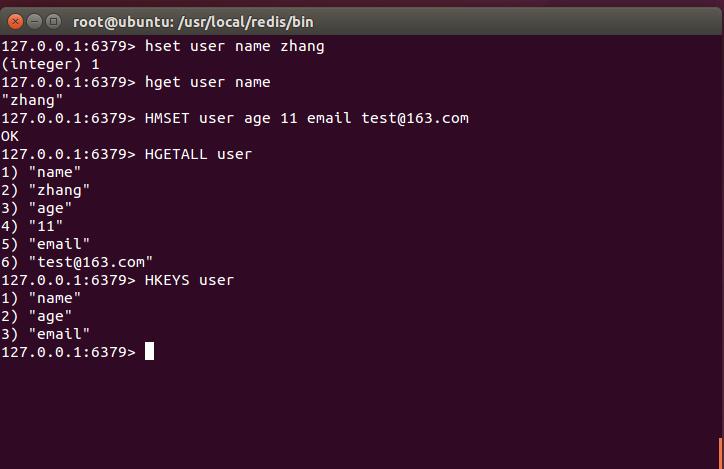 root@ubuntu: /usr/local/redis/bin
127.0.0.1:6379> hset user name zhang
(integer) 1
127.0.0.1:6379> hget user name
"zhang"
127.0.0.1:6379> HMSET user age 11 email test@163.com
OK
127.0.0.1:6379> HGETALL user
1) "name"
2) "zhang"
3) "age"
4) "11"
5) "email"
6) "test@163.com"
127.0.0.1:6379> HKEYS user
1) "name"
2) "age"
3) "email"
127.0.0.1:6379>